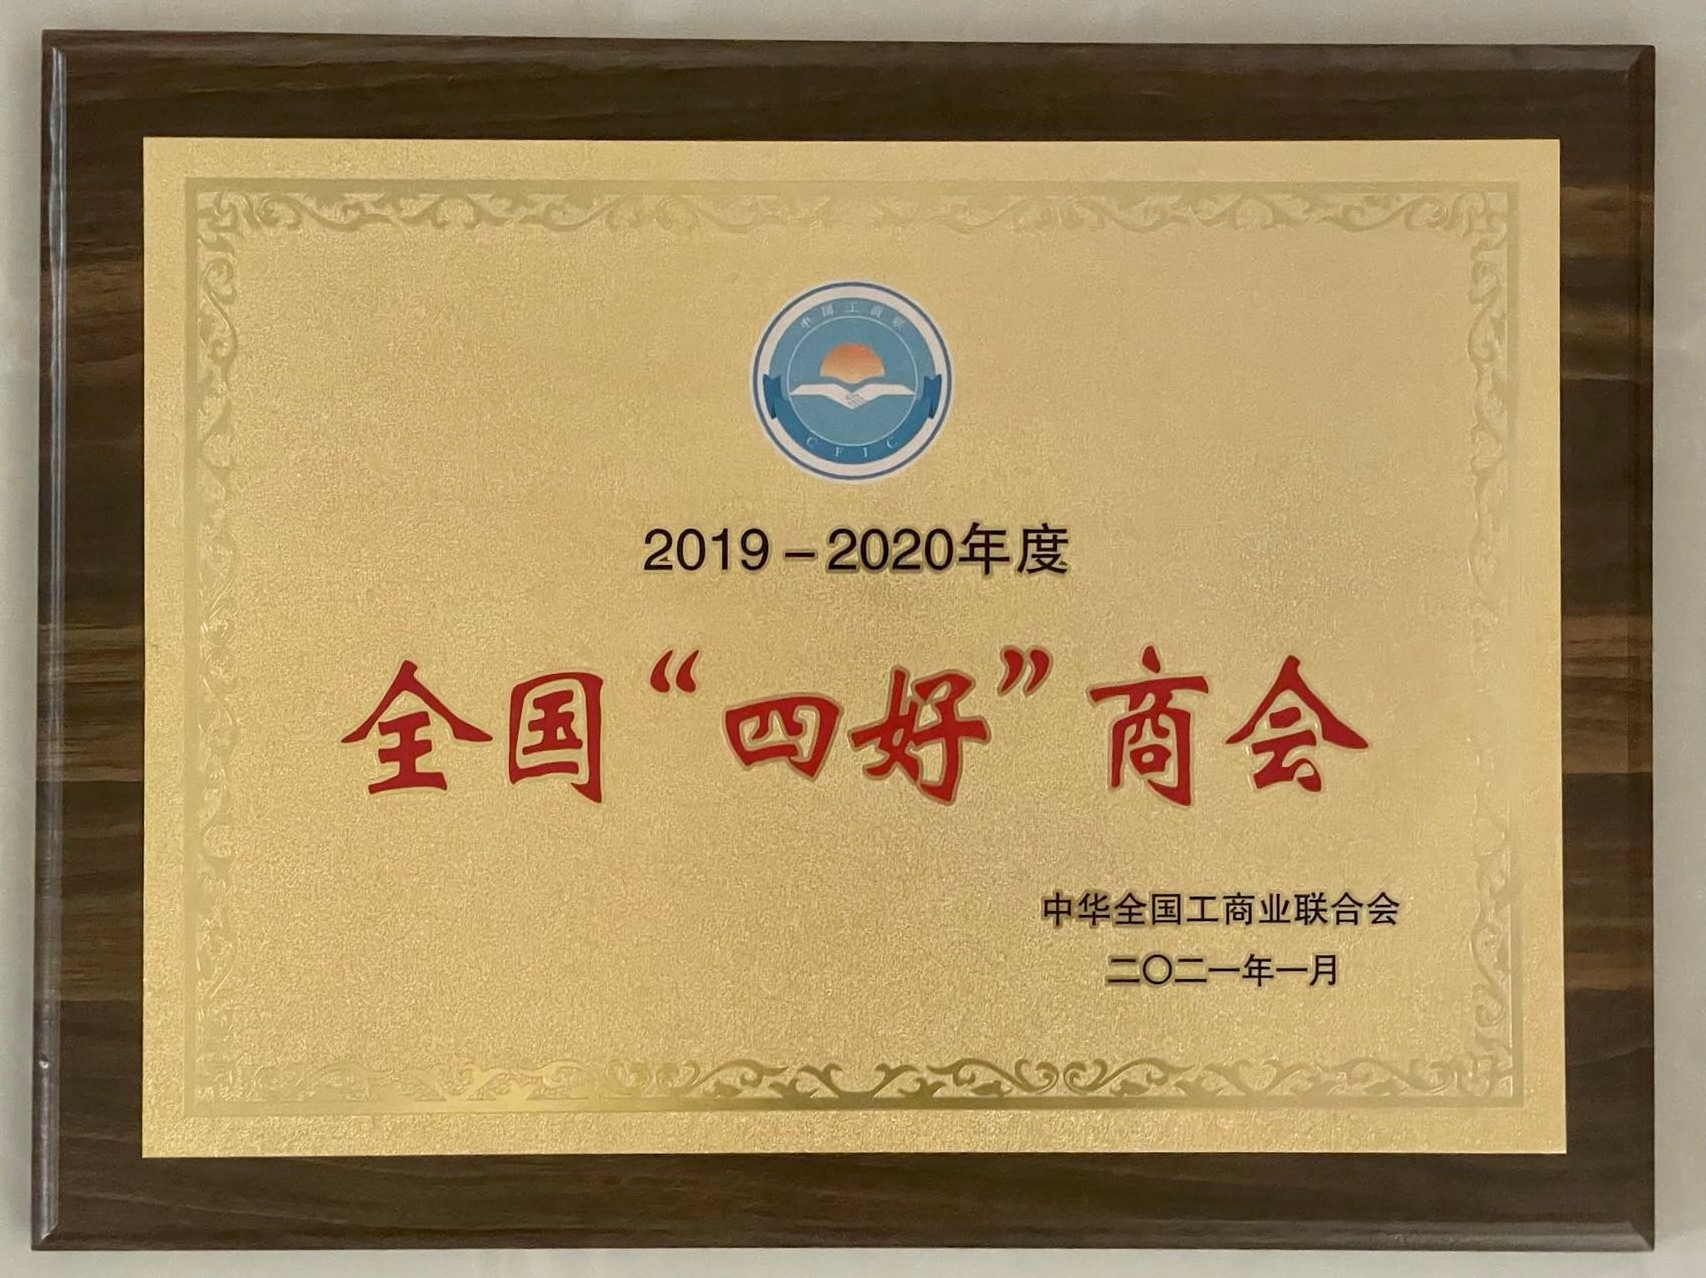 中国工商联
CFIC
2019－2020年度
全国“四好”商会
中华全国工商业联合会
二〇二一年一月